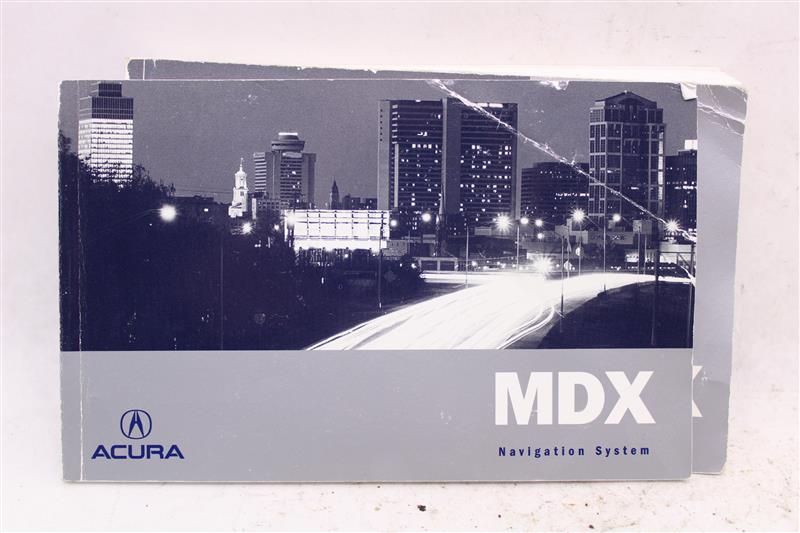 MDX
X
ACURA
Navigation System